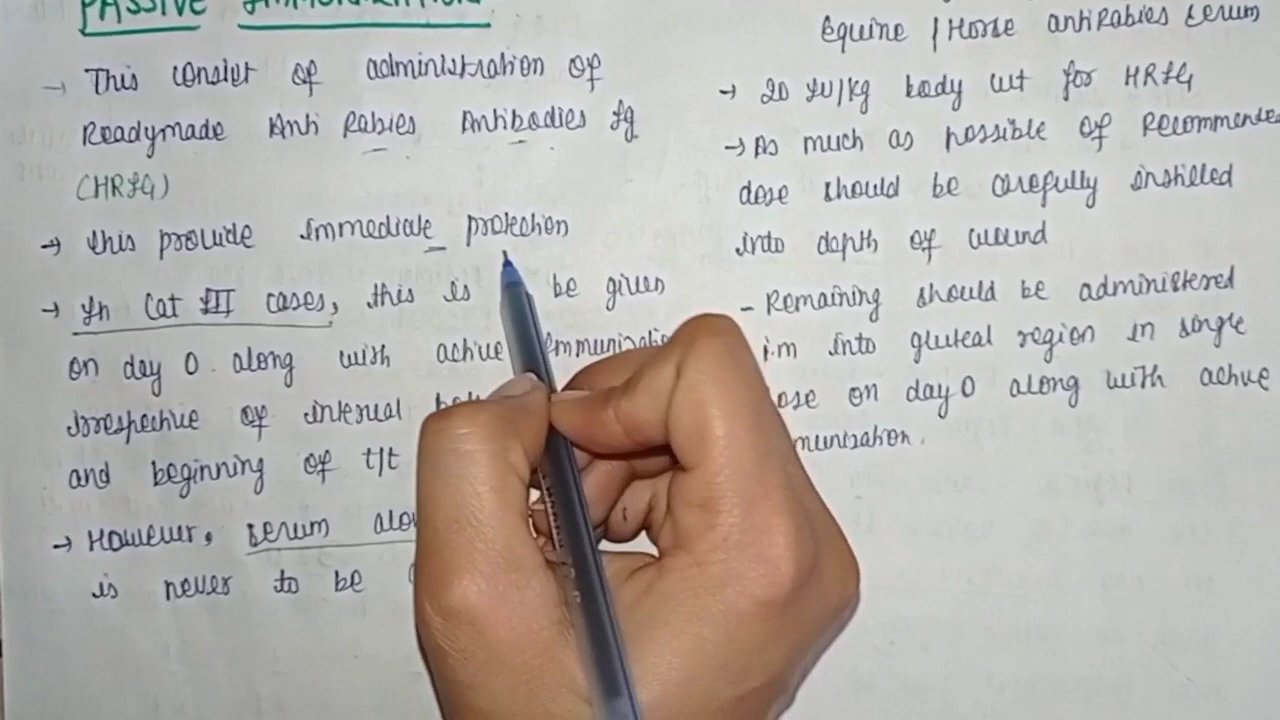 PASSIVE IMMUNIZATION
→ This consist of administration of
Readymade Anti Rabies Antibodies Ig
(HRIG)
→ this provide immediate protection
→ In Cat III cases, this is be given
on day 0 along with active immunization
irrespective of interval
and beginning of t/t
→ However, serum alo
is never to be
Equine / Horse antiRabies serum
→ 20 IU/kg body wt for HRIG
→ As much as possible of Recommended
dose should be carefully instilled
into depth of wound
- Remaining should be administered
i.m into gluteal region in single
ose on day 0 along with active
munisation.